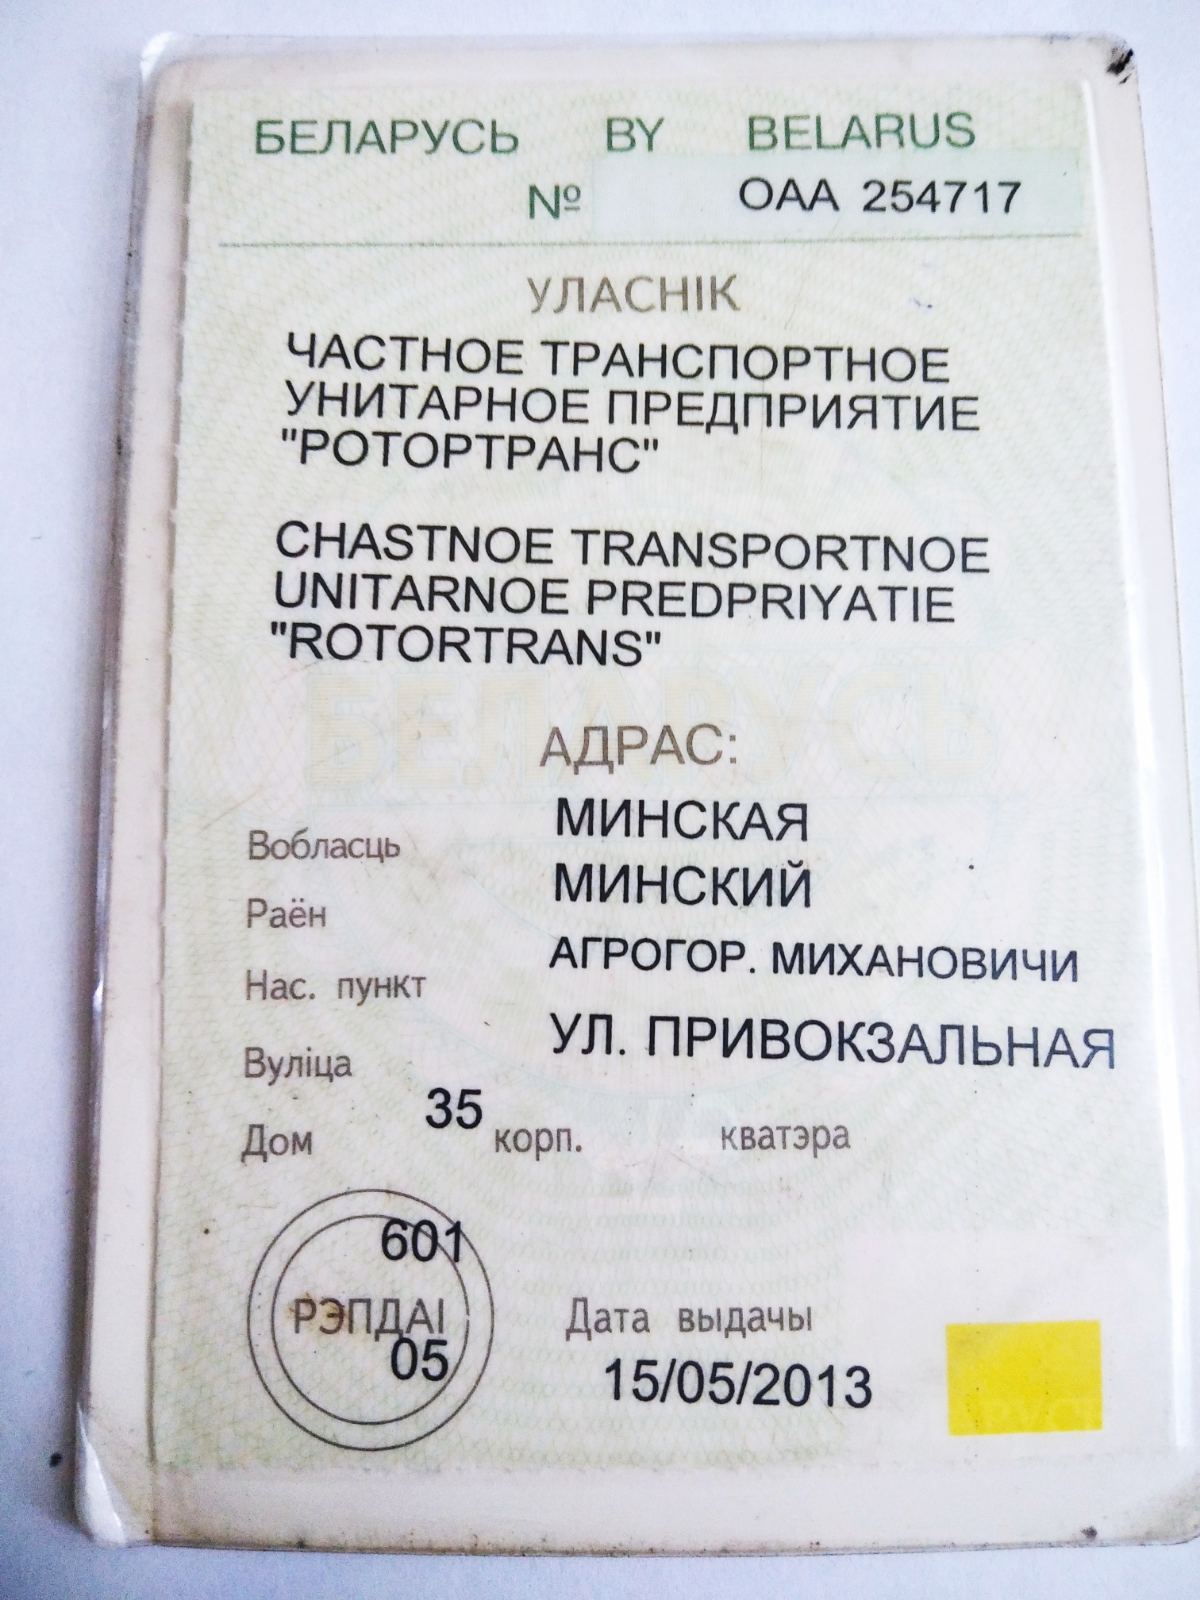 БЕЛАРУСЬ BY BELARUS
№ OAA 254717
УЛАСНІК
ЧАСТНОЕ ТРАНСПОРТНОЕ
УНИТАРНОЕ ПРЕДПРИЯТИЕ
"РОТОРТРАНС"
CHASTNOE TRANSPORTNOE
UNITARNOE PREDPRIYATIE
"ROTORTRANS"
БЕЛАРУСЬ
АДРАС:
Вобласць МИНСКАЯ
Раён МИНСКИЙ
Нас. пункт АГРОГОР. МИХАНОВИЧИ
Вуліца УЛ. ПРИВОКЗАЛЬНАЯ
Дом 35 корп. кватэра
601
РЭПДАІ
05
Дата выдачы
15/05/2013